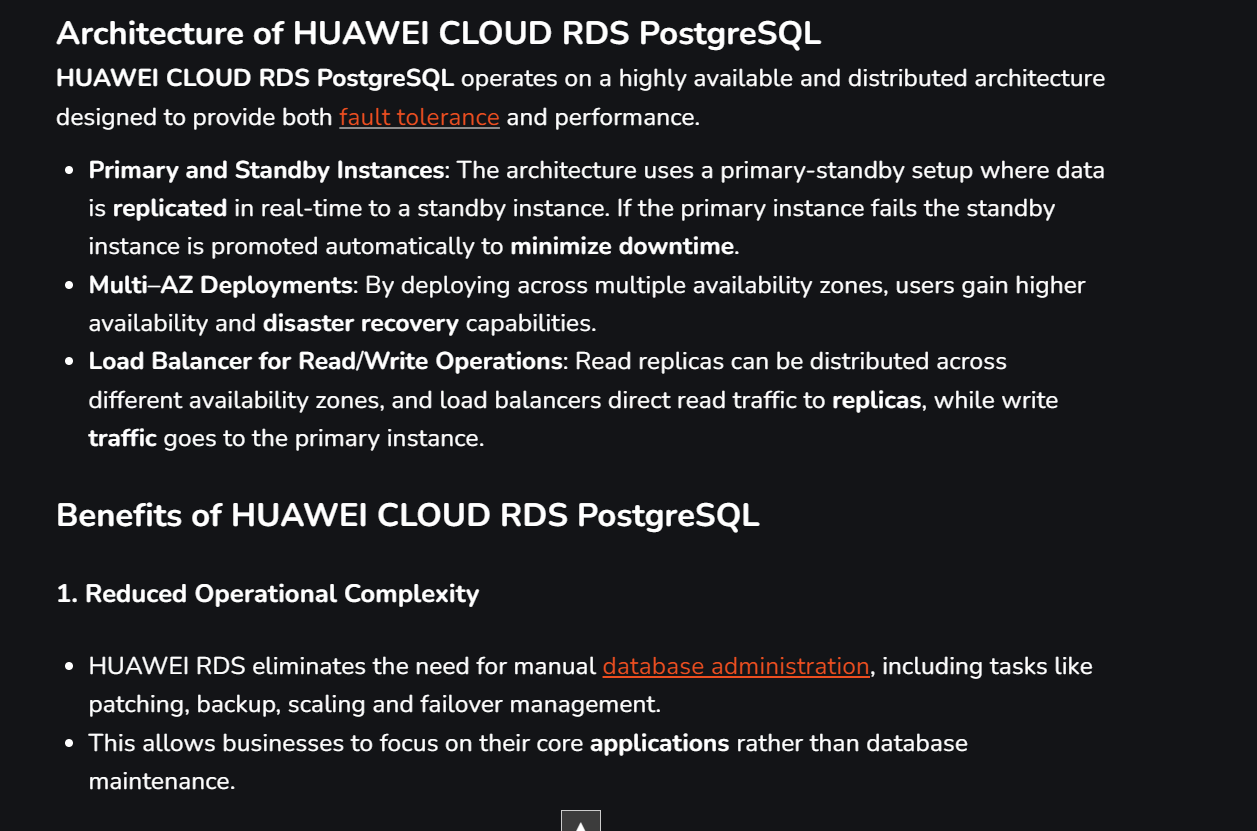 Architecture of HUAWEI CLOUD RDS PostgreSQL
HUAWEI CLOUD RDS PostgreSQL operates on a highly available and distributed architecture
designed to provide both fault tolerance and performance.
• Primary and Standby Instances: The architecture uses a primary-standby setup where data
is replicated in real-time to a standby instance. If the primary instance fails the standby
instance is promoted automatically to minimize downtime.
• Multi–AZ Deployments: By deploying across multiple availability zones, users gain higher
availability and disaster recovery capabilities.
• Load Balancer for Read/Write Operations: Read replicas can be distributed across
different availability zones, and load balancers direct read traffic to replicas, while write
traffic goes to the primary instance.
Benefits of HUAWEI CLOUD RDS PostgreSQL
1. Reduced Operational Complexity
• HUAWEI RDS eliminates the need for manual database administration, including tasks like
patching, backup, scaling and failover management.
• This allows businesses to focus on their core applications rather than database
maintenance.